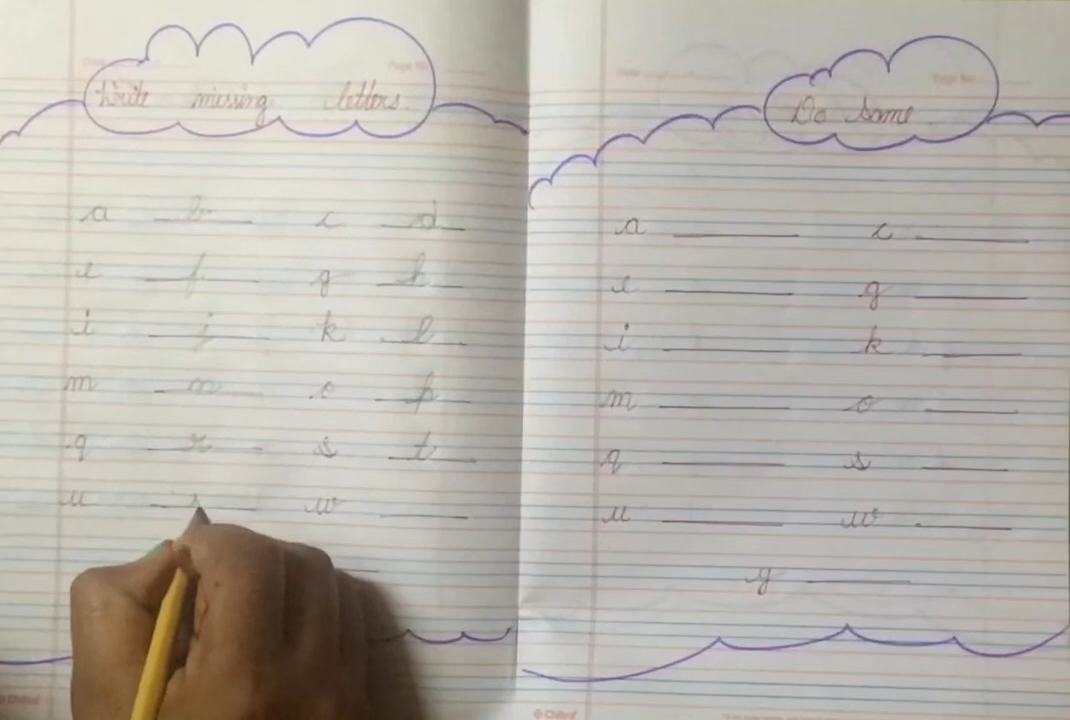 Write missing letters.
a b c d
e f g h
i j k l
m n o p
q r s t
u w
Do same
a c
e g
i k
m o
q s
u w
y